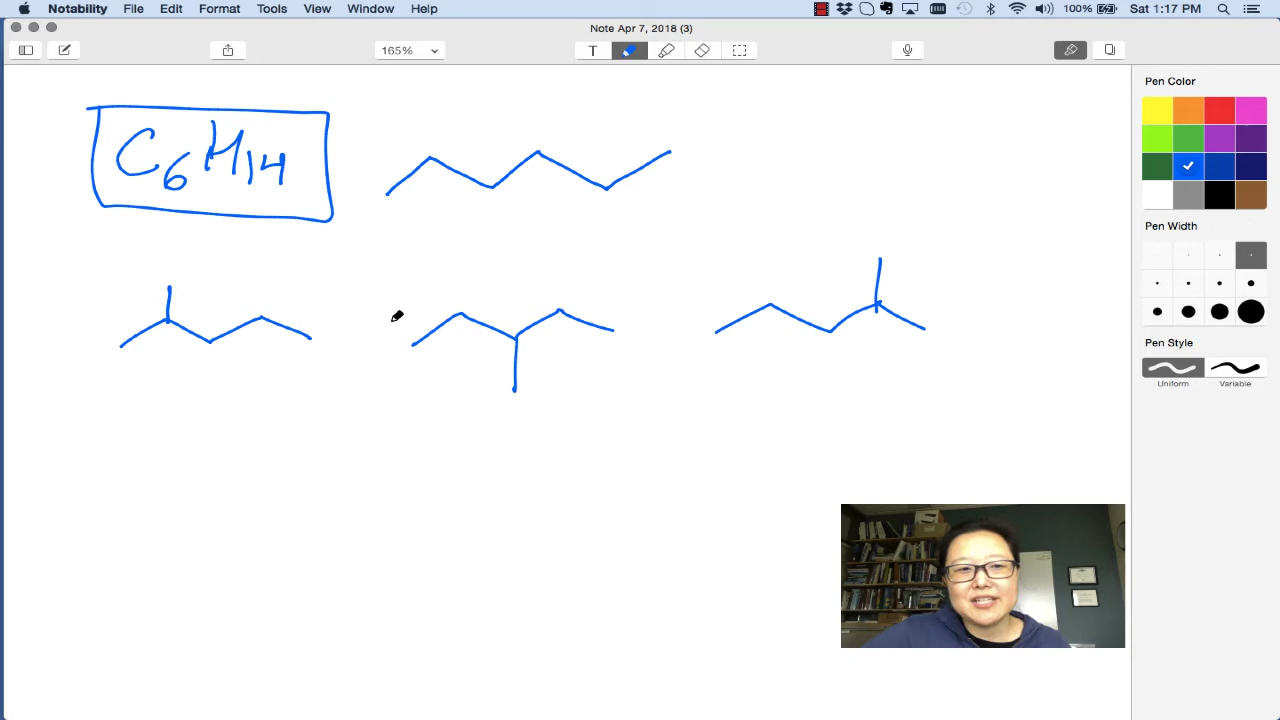 Notability File Edit Format Tools View Window Help 100% Sat 1:17 PM
Note Apr 7, 2018 (3)
165% T
Pen Color
C6H14
Pen Width
Pen Style
Uniform Variable